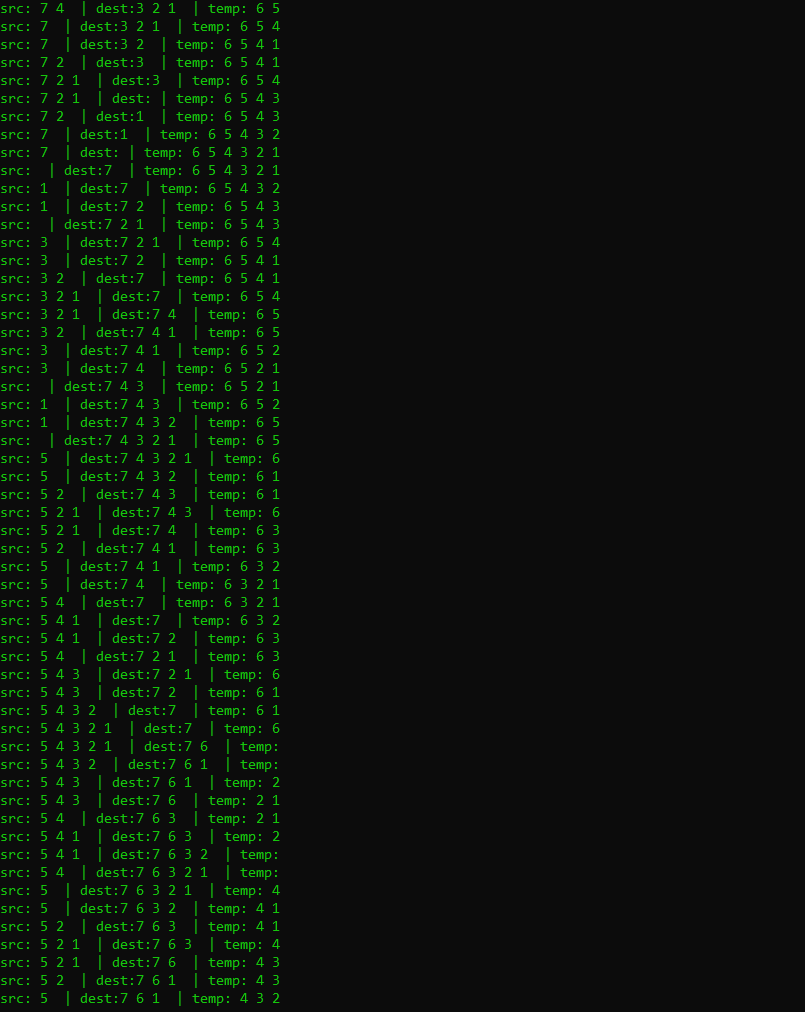 src: 7 4  | dest:3 2 1  | temp: 6 5
src: 7  | dest:3 2 1  | temp: 6 5 4
src: 7  | dest:3 2  | temp: 6 5 4 1
src: 7 2  | dest:3  | temp: 6 5 4 1
src: 7 2 1  | dest:3  | temp: 6 5 4
src: 7 2 1  | dest: | temp: 6 5 4 3
src: 7 2  | dest:1  | temp: 6 5 4 3
src: 7  | dest:1  | temp: 6 5 4 3 2
src: 7  | dest: | temp: 6 5 4 3 2 1
src:  | dest:7  | temp: 6 5 4 3 2 1
src: 1  | dest:7  | temp: 6 5 4 3 2
src: 1  | dest:7 2  | temp: 6 5 4 3
src:  | dest:7 2 1  | temp: 6 5 4 3
src: 3  | dest:7 2 1  | temp: 6 5 4
src: 3  | dest:7 2  | temp: 6 5 4 1
src: 3 2  | dest:7  | temp: 6 5 4 1
src: 3 2 1  | dest:7  | temp: 6 5 4
src: 3 2 1  | dest:7 4  | temp: 6 5
src: 3 2  | dest:7 4 1  | temp: 6 5
src: 3  | dest:7 4 1  | temp: 6 5 2
src: 3  | dest:7 4  | temp: 6 5 2 1
src:  | dest:7 4 3  | temp: 6 5 2 1
src: 1  | dest:7 4 3  | temp: 6 5 2
src: 1  | dest:7 4 3 2  | temp: 6 5
src:  | dest:7 4 3 2 1  | temp: 6 5
src: 5  | dest:7 4 3 2 1  | temp: 6
src: 5  | dest:7 4 3 2  | temp: 6 1
src: 5 2  | dest:7 4 3  | temp: 6 1
src: 5 2 1  | dest:7 4 3  | temp: 6
src: 5 2 1  | dest:7 4  | temp: 6 3
src: 5 2  | dest:7 4 1  | temp: 6 3
src: 5  | dest:7 4 1  | temp: 6 3 2
src: 5  | dest:7 4  | temp: 6 3 2 1
src: 5 4  | dest:7  | temp: 6 3 2 1
src: 5 4 1  | dest:7  | temp: 6 3 2
src: 5 4 1  | dest:7 2  | temp: 6 3
src: 5 4  | dest:7 2 1  | temp: 6 3
src: 5 4 3  | dest:7 2 1  | temp: 6
src: 5 4 3  | dest:7 2  | temp: 6 1
src: 5 4 3 2  | dest:7  | temp: 6 1
src: 5 4 3 2 1  | dest:7  | temp: 6
src: 5 4 3 2 1  | dest:7 6  | temp:
src: 5 4 3 2  | dest:7 6 1  | temp:
src: 5 4 3  | dest:7 6 1  | temp: 2
src: 5 4 3  | dest:7 6  | temp: 2 1
src: 5 4  | dest:7 6 3  | temp: 2 1
src: 5 4 1  | dest:7 6 3  | temp: 2
src: 5 4 1  | dest:7 6 3 2  | temp:
src: 5 4  | dest:7 6 3 2 1  | temp:
src: 5  | dest:7 6 3 2 1  | temp: 4
src: 5  | dest:7 6 3 2  | temp: 4 1
src: 5 2  | dest:7 6 3  | temp: 4 1
src: 5 2 1  | dest:7 6 3  | temp: 4
src: 5 2 1  | dest:7 6  | temp: 4 3
src: 5 2  | dest:7 6 1  | temp: 4 3
src: 5  | dest:7 6 1  | temp: 4 3 2